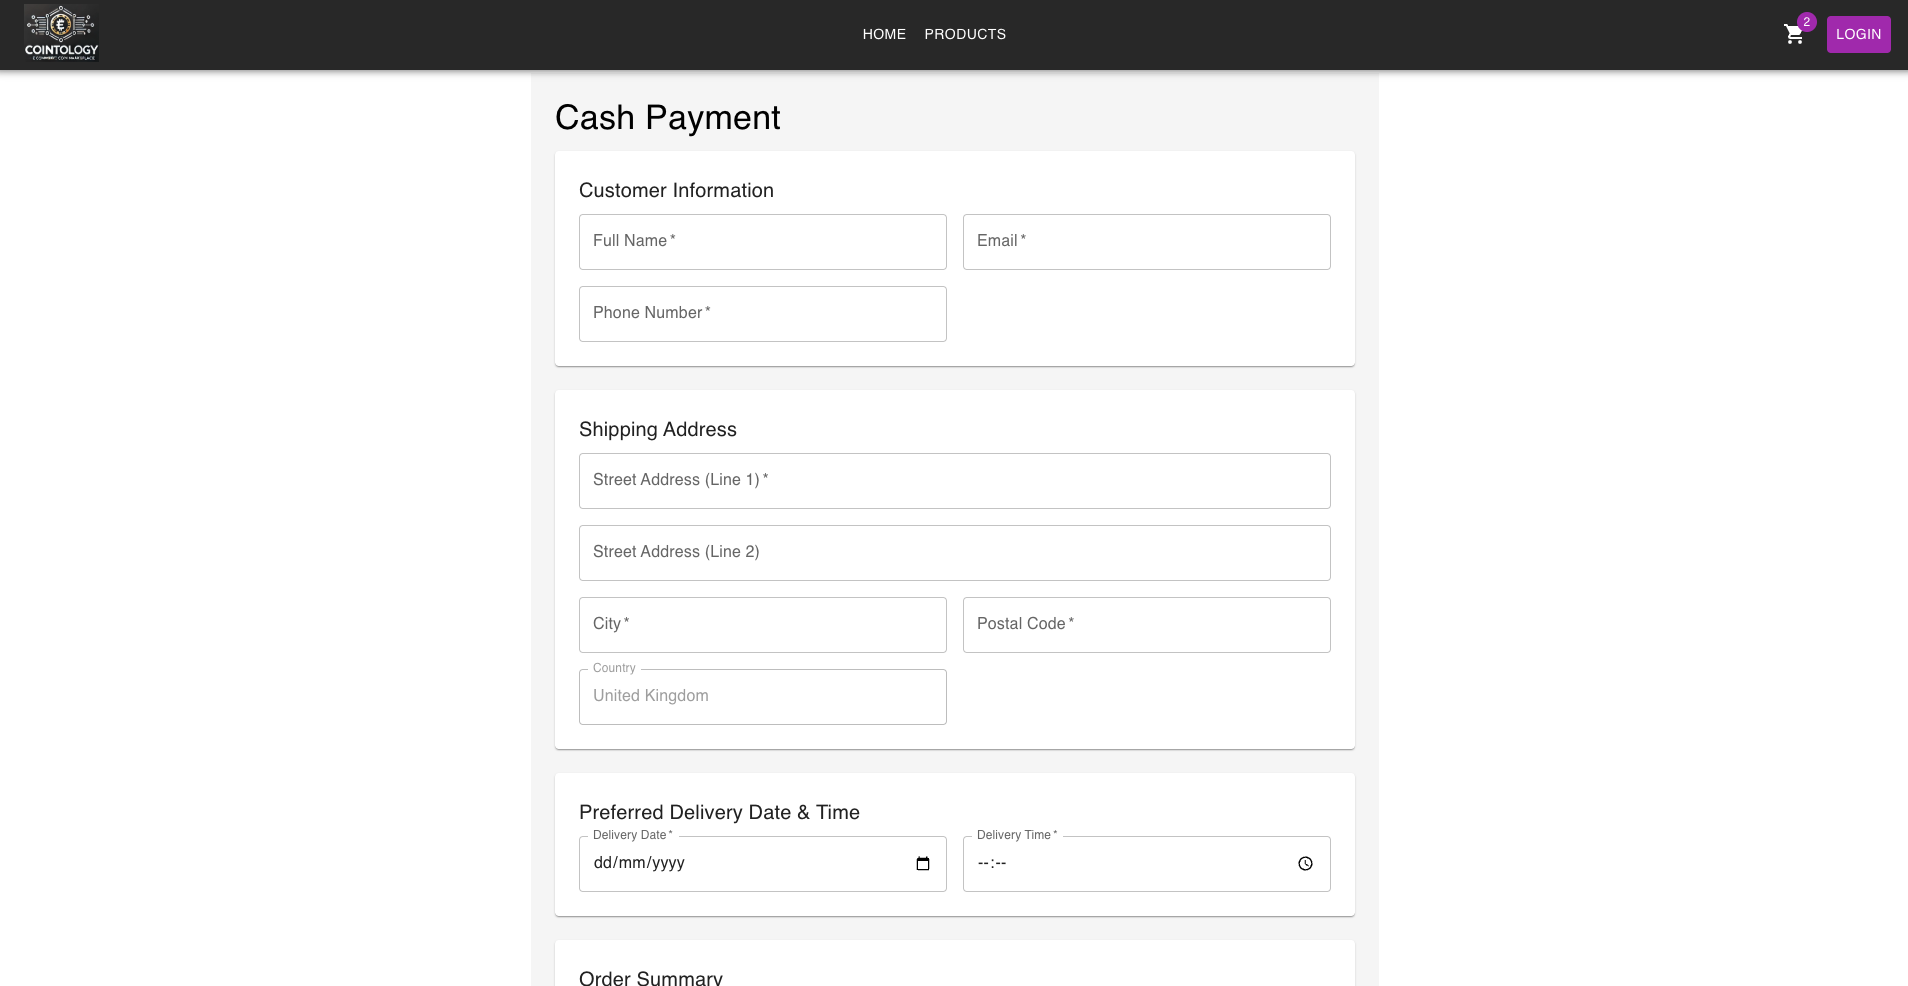 COINTOLOGY
HOME PRODUCTS
2
LOGIN
Cash Payment
Customer Information
Full Name *
Email *
Phone Number *
Shipping Address
Street Address (Line 1) *
Street Address (Line 2)
City *
Postal Code *
Country
United Kingdom
Preferred Delivery Date & Time
Delivery Date *
dd/mm/yyyy
Delivery Time *
--:--
Order Summary